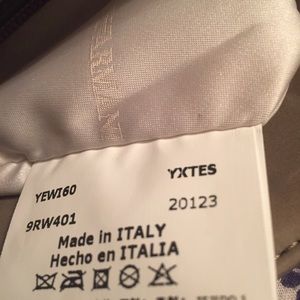 YEWI60 YXTES
9RW401 20123
Made in ITALY
Hecho en ITALIA